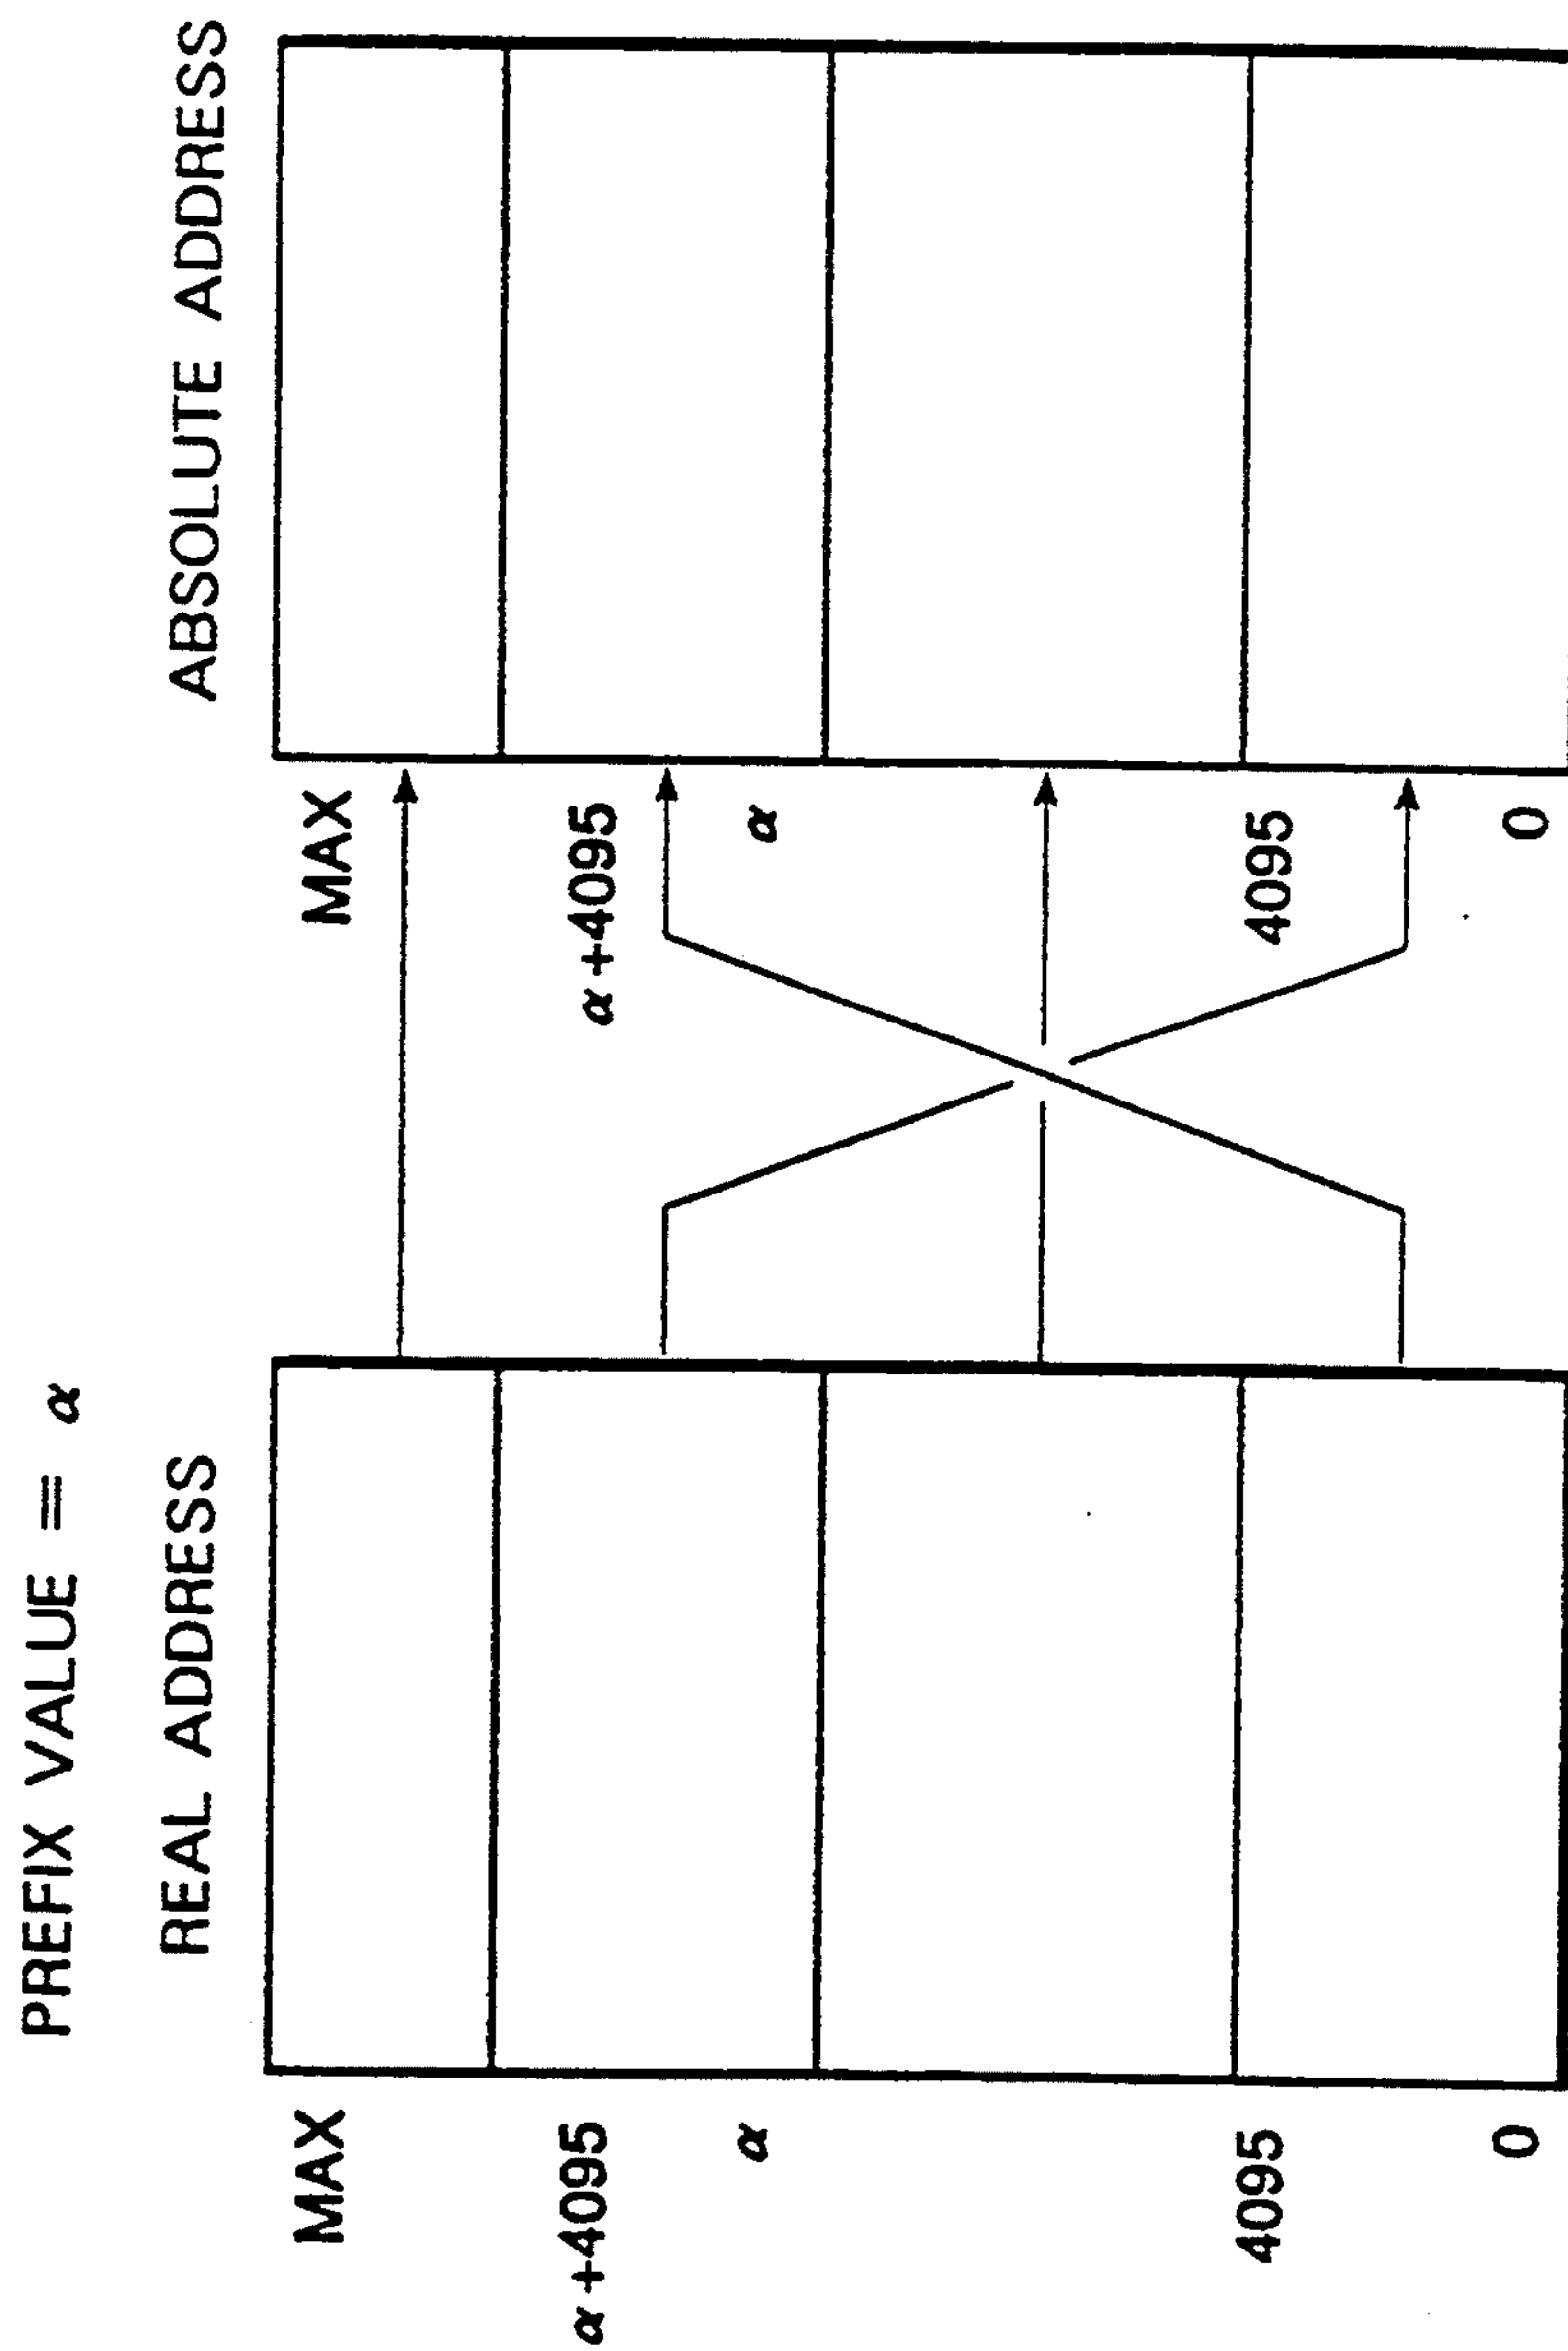 PREFIX VALUE = α
REAL ADDRESS
ABSOLUTE ADDRESS
MAX
MAX
α +4095
α +4095
α
α
4095
4095
0
0